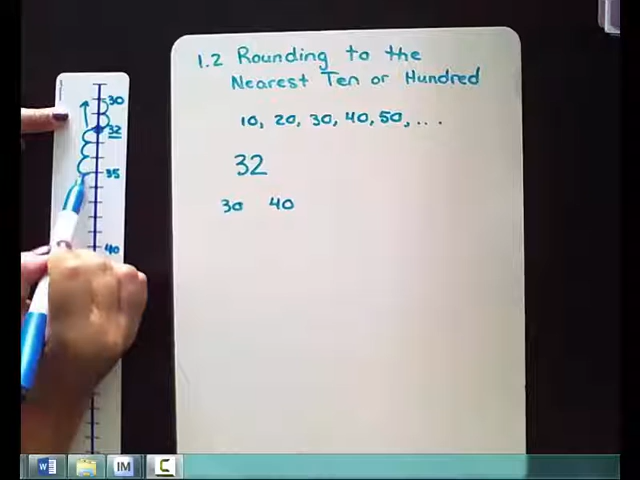 1.2 Rounding to the
Nearest Ten or Hundred
10, 20, 30, 40, 50, ...
32
30 40
30
32
35
40
W
IM
C